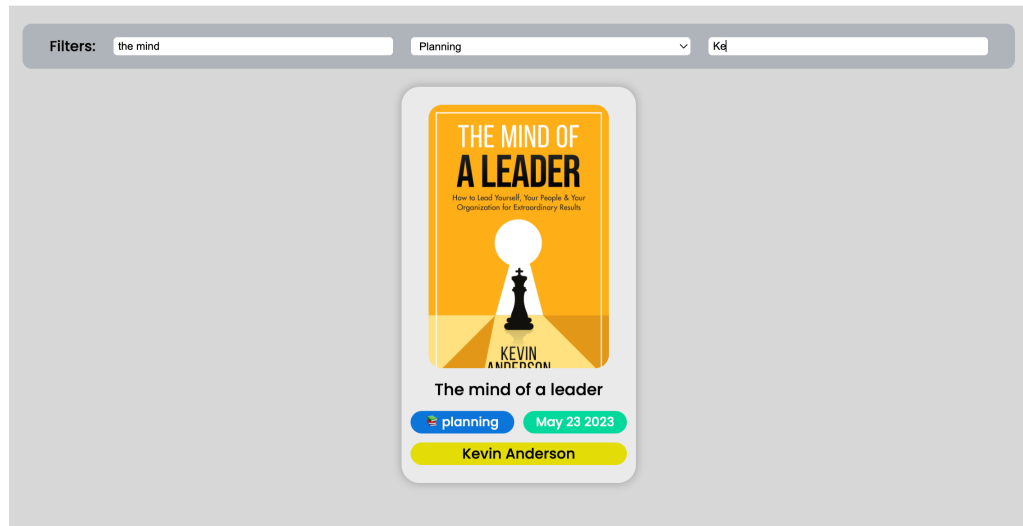 Filters: the mind Planning Ke
THE MIND OF
A LEADER
How to Lead Yourself, Your People & Your
Organization for Extraordinary Results
KEVIN
ANDERSON
The mind of a leader
planning May 23 2023
Kevin Anderson